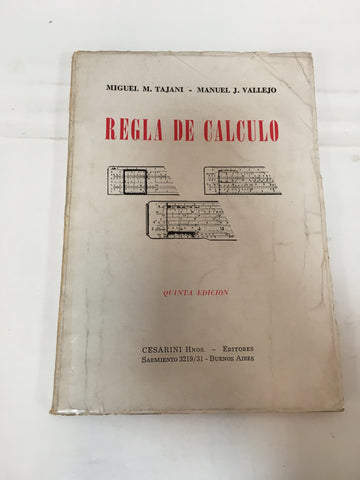 MIGUEL M. TAJANI - MANUEL J. VALLEJO
REGLA DE CALCULO
QUINTA EDICION
CESARINI HNOS. - EDITORES
SARMIENTO 3219/31 - BUENOS AIRES